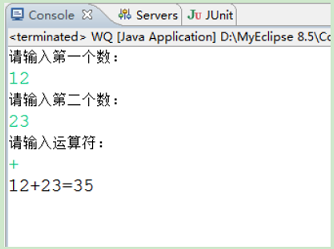 Console Servers JUnit
<terminated> WQ [Java Application] D:\MyEclipse 8.5\Co
请输入第一个数：
12
请输入第二个数：
23
请输入运算符：
+
12+23=35